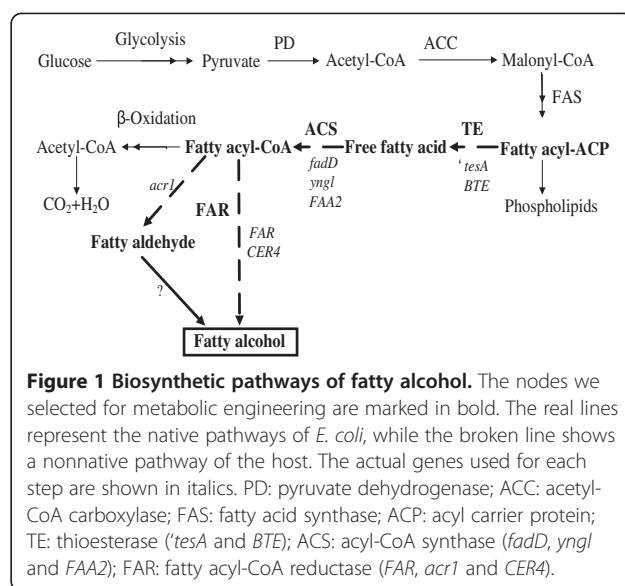 Glycolysis
Glucose
Pyruvate
PD
Acetyl-CoA
ACC
Malonyl-CoA
FAS
β-Oxidation
Acetyl-CoA
Fatty acyl-CoA
ACS
fadD
yngl
FAA2
Free fatty acid
TE
'tesA
BTE
Fatty acyl-ACP
CO2+H2O
acr1
FAR
FAR
CER4
Phospholipids
Fatty aldehyde
?
Fatty alcohol
Figure 1 Biosynthetic pathways of fatty alcohol. The nodes we
selected for metabolic engineering are marked in bold. The real lines
represent the native pathways of E. coli, while the broken line shows
a nonnative pathway of the host. The actual genes used for each
step are shown in italics. PD: pyruvate dehydrogenase; ACC: acetyl-
CoA carboxylase; FAS: fatty acid synthase; ACP: acyl carrier protein;
TE: thioesterase ('tesA and BTE); ACS: acyl-CoA synthase (fadD, yngl
and FAA2); FAR: fatty acyl-CoA reductase (FAR, acr1 and CER4).